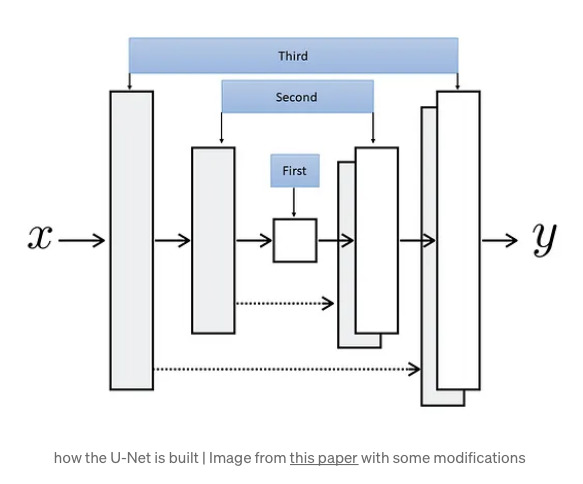 Third
Second
First
x
y
how the U-Net is built | Image from this paper with some modifications